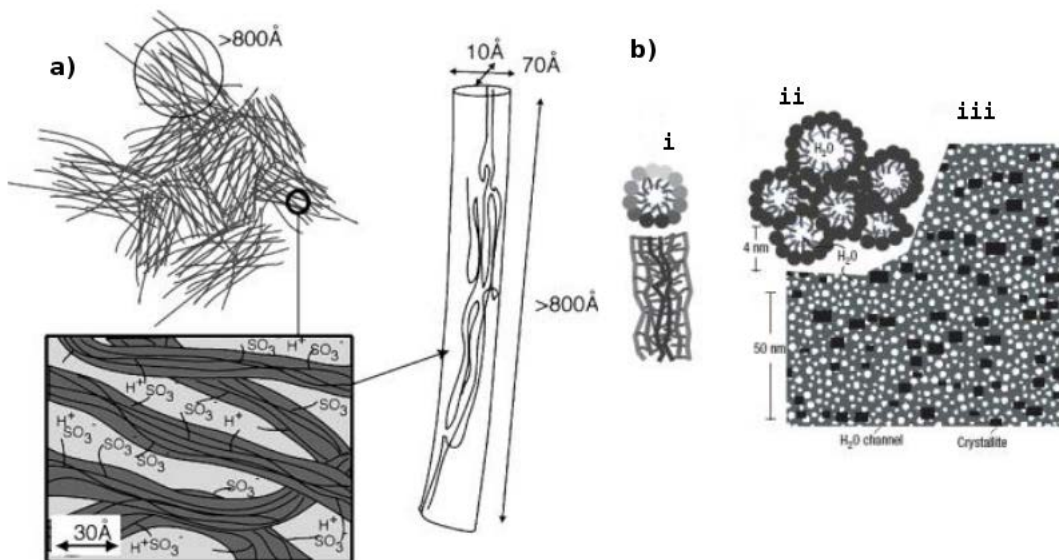 a)
>800Å
10Å
70Å
>800Å
SO₃⁻
H⁺
SO₃⁻
H⁺SO₃⁻
SO₃⁻
SO₃⁻
H⁺
H⁺
SO₃⁻
SO₃
SO₃
SO₃⁻
H⁺
SO₃⁻
H⁺SO₃⁻
30Å
b)
i
ii
iii
H₂O
4 nm
H₂O
50 nm
H₂O channel
Crystallite